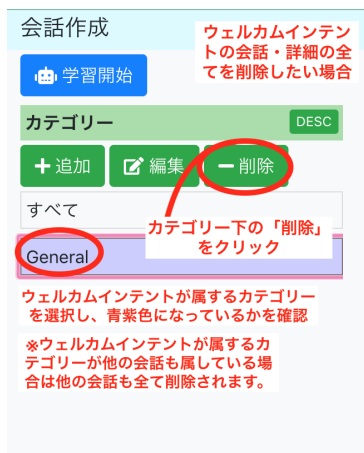 会話作成
ウェルカムインテン
トの会話・詳細の全
てを削除したい場合
学習開始
カテゴリー
DESC
追加
編集
削除
すべて
カテゴリー下の「削除」
をクリック
General
ウェルカムインテントが属するカテゴリー
を選択し、青紫色になっているかを確認
※ウェルカムインテントが属するカ
テゴリーが他の会話も属している場
合は他の会話も全て削除されます。